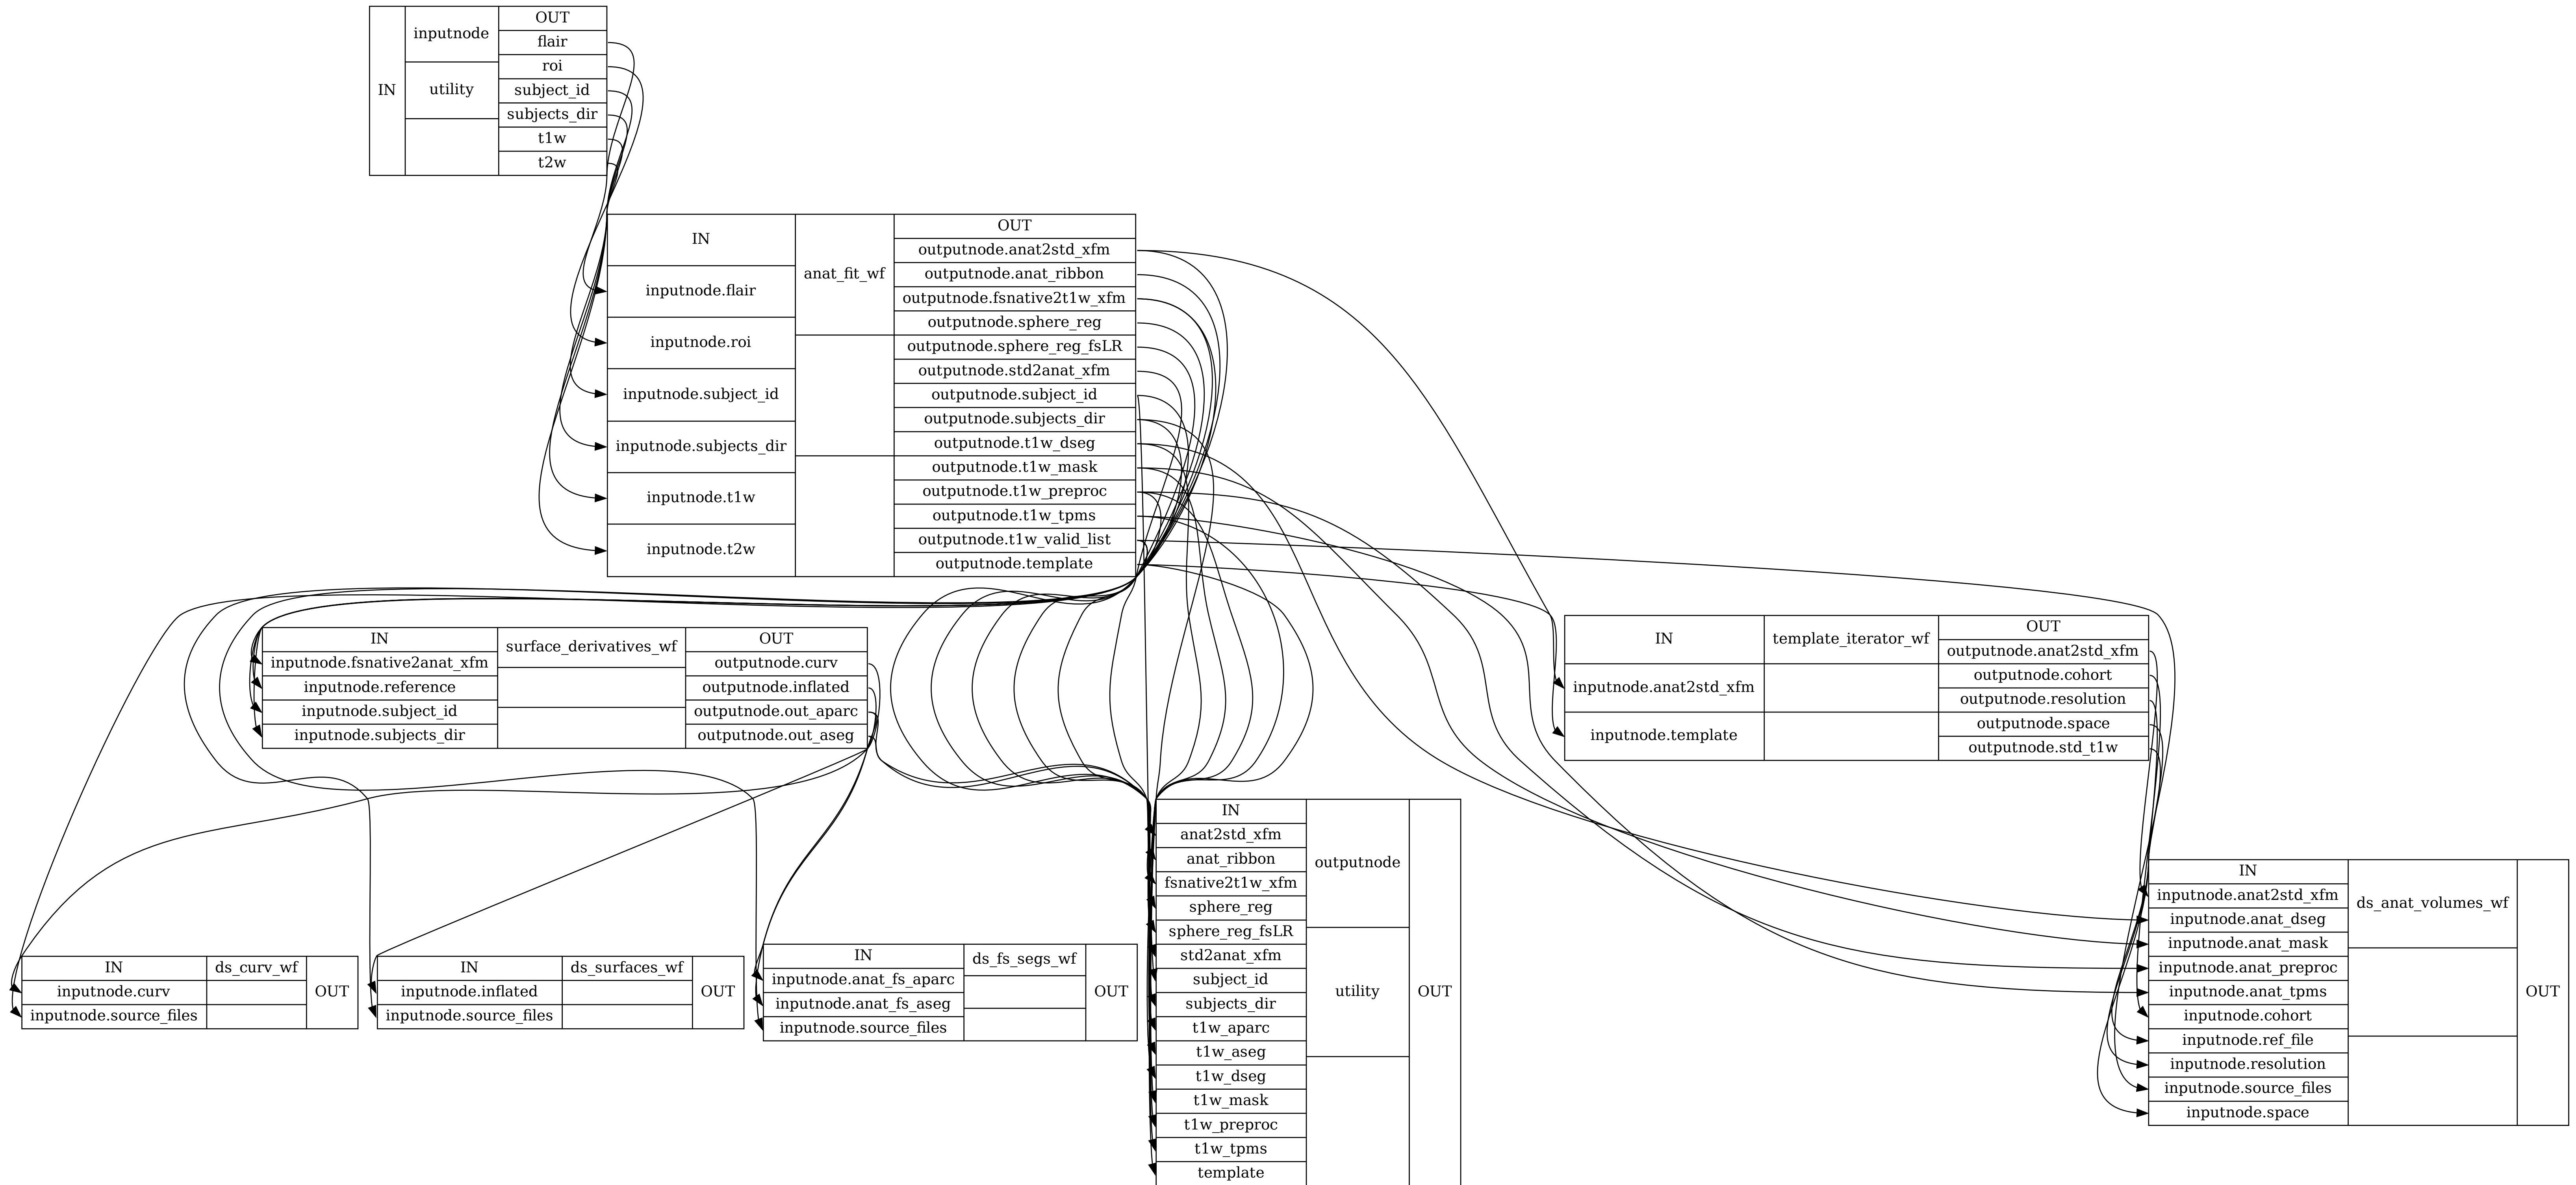 IN
inputnode
utility
OUT
flair
roi
subject_id
subjects_dir
t1w
t2w
IN
inputnode.flair
inputnode.roi
inputnode.subject_id
inputnode.subjects_dir
inputnode.t1w
inputnode.t2w
anat_fit_wf
OUT
outputnode.anat2std_xfm
outputnode.anat_ribbon
outputnode.fsnative2t1w_xfm
outputnode.sphere_reg
outputnode.sphere_reg_fsLR
outputnode.std2anat_xfm
outputnode.subject_id
outputnode.subjects_dir
outputnode.t1w_dseg
outputnode.t1w_mask
outputnode.t1w_preproc
outputnode.t1w_tpms
outputnode.t1w_valid_list
outputnode.template
IN
inputnode.fsnative2anat_xfm
inputnode.reference
inputnode.subject_id
inputnode.subjects_dir
surface_derivatives_wf
OUT
outputnode.curv
outputnode.inflated
outputnode.out_aparc
outputnode.out_aseg
IN
inputnode.anat2std_xfm
inputnode.template
template_iterator_wf
OUT
outputnode.anat2std_xfm
outputnode.cohort
outputnode.resolution
outputnode.space
outputnode.std_t1w
IN
inputnode.curv
inputnode.source_files
ds_curv_wf
OUT
IN
inputnode.inflated
inputnode.source_files
ds_surfaces_wf
OUT
IN
inputnode.anat_fs_aparc
inputnode.anat_fs_aseg
inputnode.source_files
ds_fs_segs_wf
OUT
IN
anat2std_xfm
anat_ribbon
fsnative2t1w_xfm
sphere_reg
sphere_reg_fsLR
std2anat_xfm
subject_id
subjects_dir
t1w_aparc
t1w_aseg
t1w_dseg
t1w_mask
t1w_preproc
t1w_tpms
template
outputnode
utility
OUT
IN
inputnode.anat2std_xfm
inputnode.anat_dseg
inputnode.anat_mask
inputnode.anat_preproc
inputnode.anat_tpms
inputnode.cohort
inputnode.ref_file
inputnode.resolution
inputnode.source_files
inputnode.space
ds_anat_volumes_wf
OUT